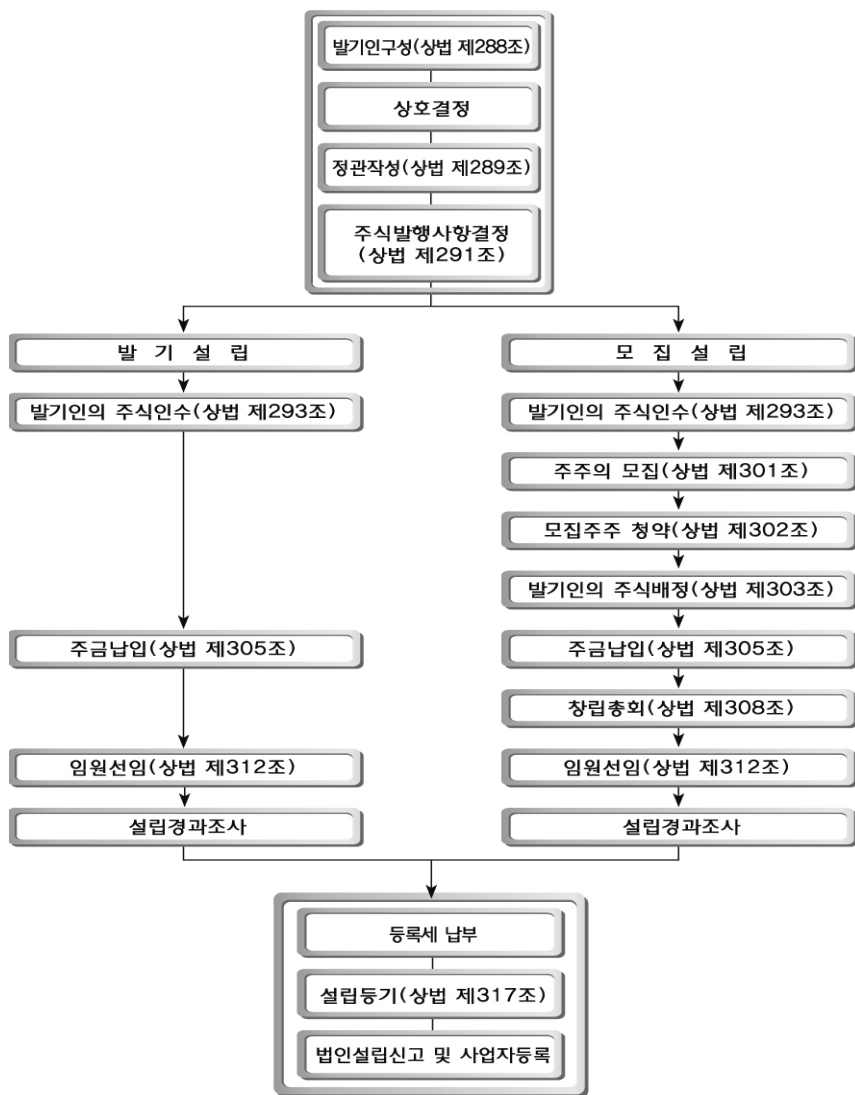 발기인구성(상법 제288조)
상호결정
정관작성(상법 제289조)
주식발행사항결정
(상법 제291조)
발 기 설 립
발기인의 주식인수(상법 제293조)
주금납입(상법 제305조)
임원선임(상법 제312조)
설립경과조사
모 집 설 립
발기인의 주식인수(상법 제293조)
주주의 모집(상법 제301조)
모집주주 청약(상법 제302조)
발기인의 주식배정(상법 제303조)
주금납입(상법 제305조)
창립총회(상법 제308조)
임원선임(상법 제312조)
설립경과조사
등록세 납부
설립등기(상법 제317조)
법인설립신고 및 사업자등록